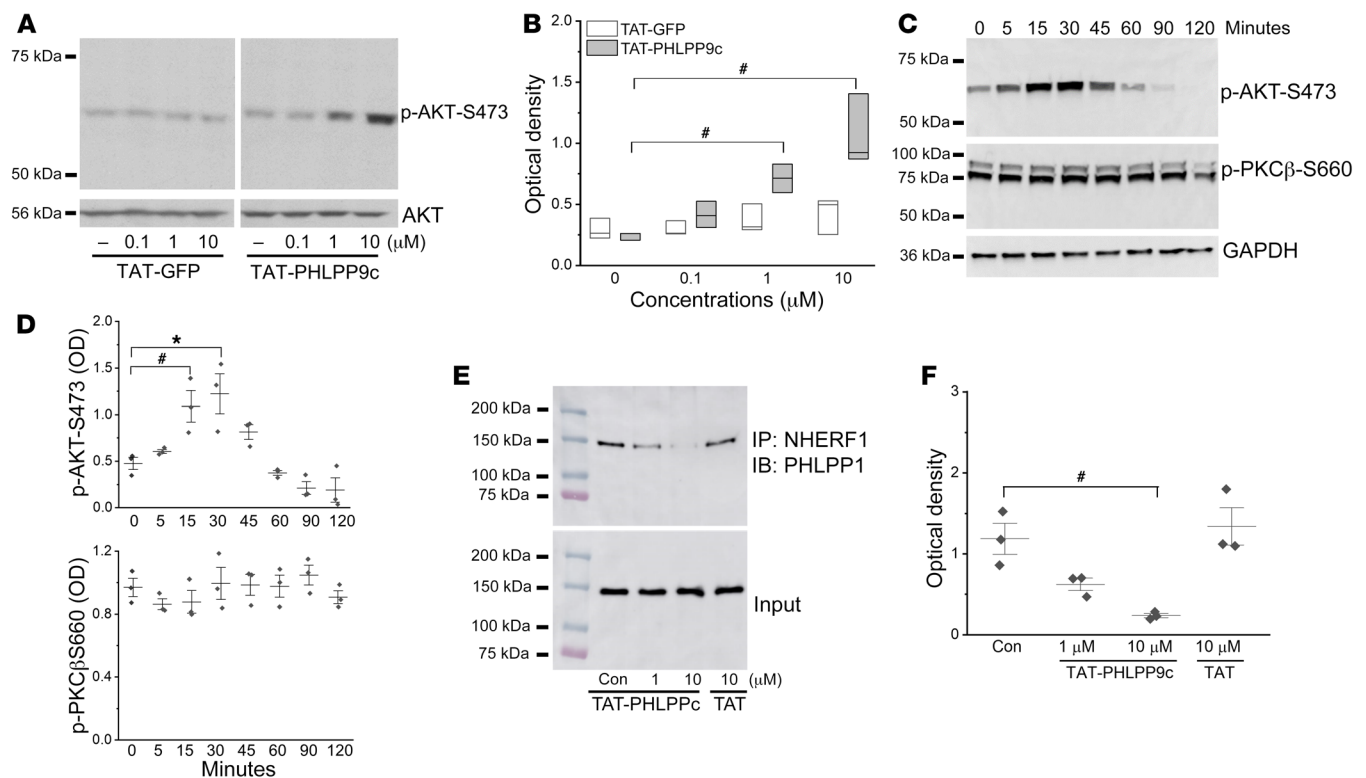 A
75 kDa
50 kDa
56 kDa
p-AKT-S473
AKT
– 0.1 1 10 – 0.1 1 10 (μM)
TAT-GFP TAT-PHLPP9c
B
Optical density
2.0
1.5
1.0
0.5
0.0
TAT-GFP
TAT-PHLPP9c
#
#
0 0.1 1 10
Concentrations (μM)
C
0 5 15 30 45 60 90 120 Minutes
75 kDa
50 kDa
p-AKT-S473
100 kDa
75 kDa
50 kDa
p-PKCβ-S660
36 kDa
GAPDH
D
p-AKT-S473 (OD)
2.0
1.5
1.0
0.5
0.0
*
#
0 5 15 30 45 60 90 120
p-PKCβS660 (OD)
1.2
0.8
0.4
0.0
0 5 15 30 45 60 90 120
Minutes
E
200 kDa
150 kDa
100 kDa
75 kDa
IP: NHERF1
IB: PHLPP1
200 kDa
150 kDa
100 kDa
75 kDa
Input
Con 1 10 10 (μM)
TAT-PHLPPc TAT
F
Optical density
3
2
1
0
#
Con 1 μM 10 μM 10 μM
TAT-PHLPP9c TAT